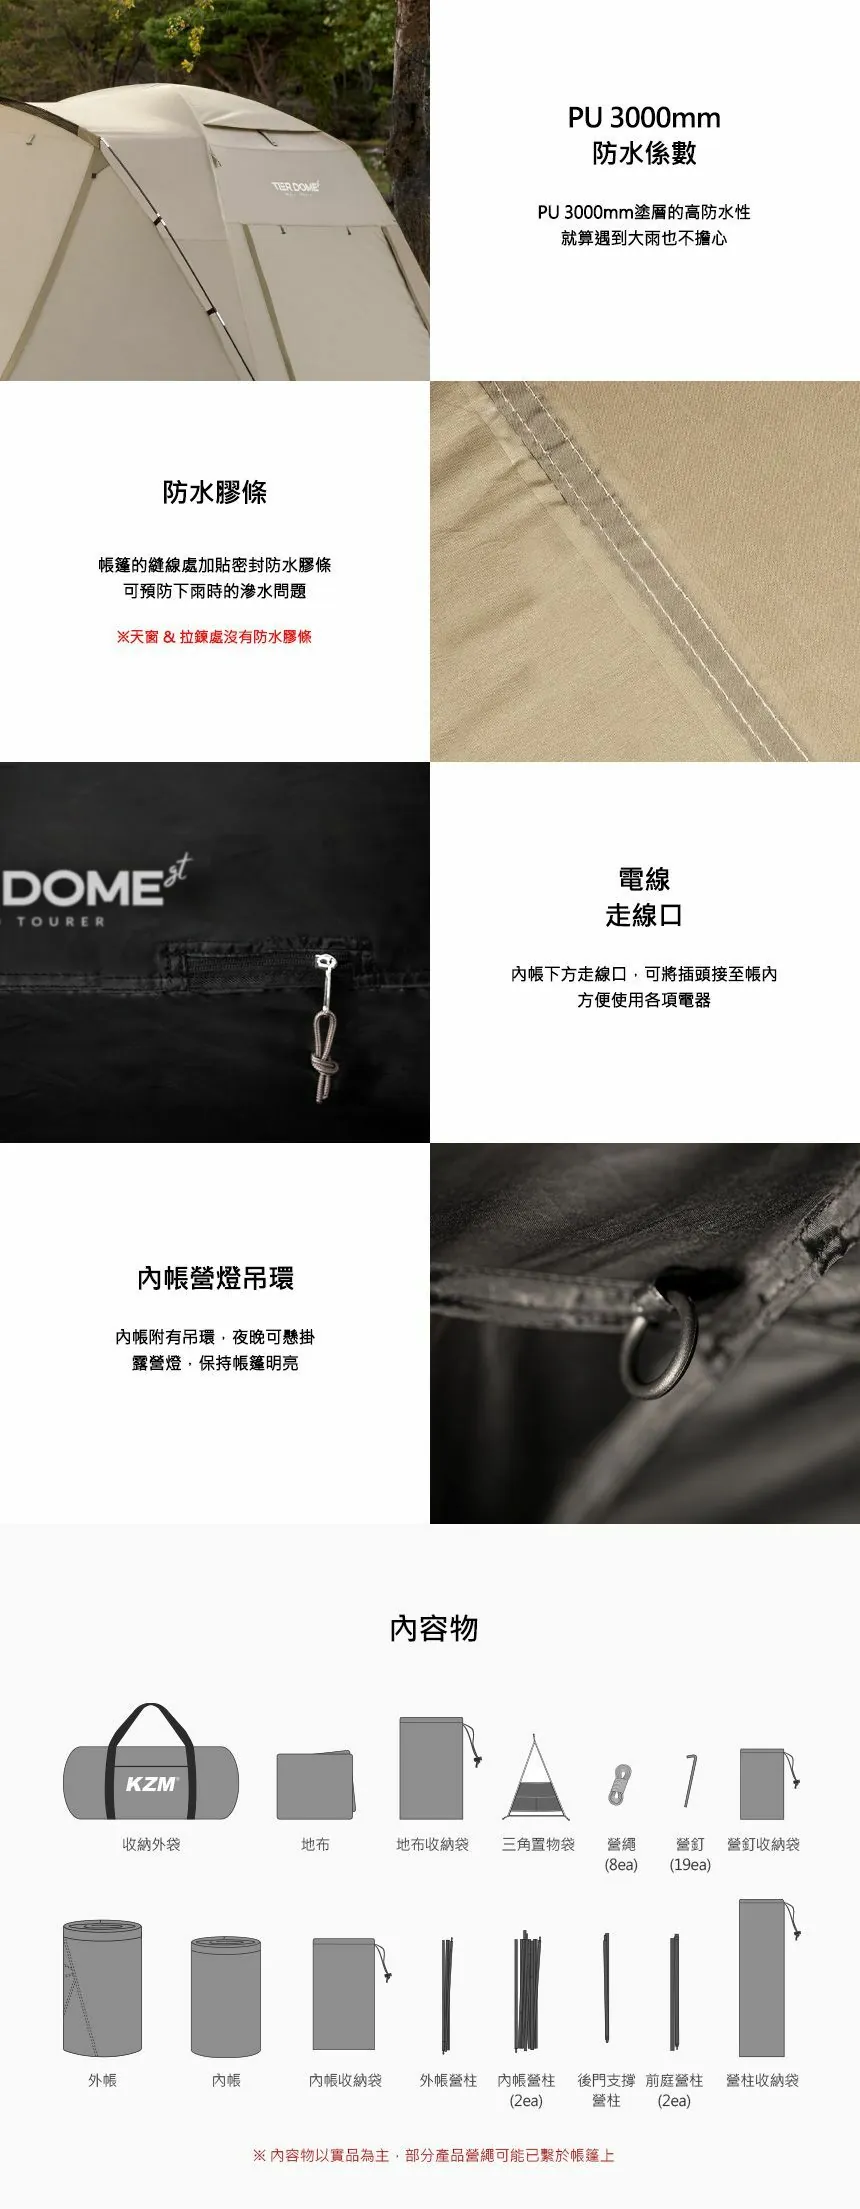 TIER DOME
PU 3000mm
防水係數
PU 3000mm塗層的高防水性
就算遇到大雨也不擔心
防水膠條
帳篷的縫線處加貼密封防水膠條
可預防下雨時的滲水問題
※天窗 & 拉鍊處沒有防水膠條
DOME st
TOURER
電線
走線口
內帳下方走線口，可將插頭接至帳內
方便使用各項電器
內帳營燈吊環
內帳附有吊環，夜晚可懸掛
露營燈，保持帳篷明亮
內容物
KZM
收納外袋
地布
地布收納袋
三角置物袋
營繩
(8ea)
營釘
(19ea)
營釘收納袋
外帳
內帳
內帳收納袋
外帳營柱
內帳營柱
(2ea)
後門支撐
營柱
前庭營柱
(2ea)
營柱收納袋
※ 內容物以實品為主，部分產品營繩可能已繫於帳篷上